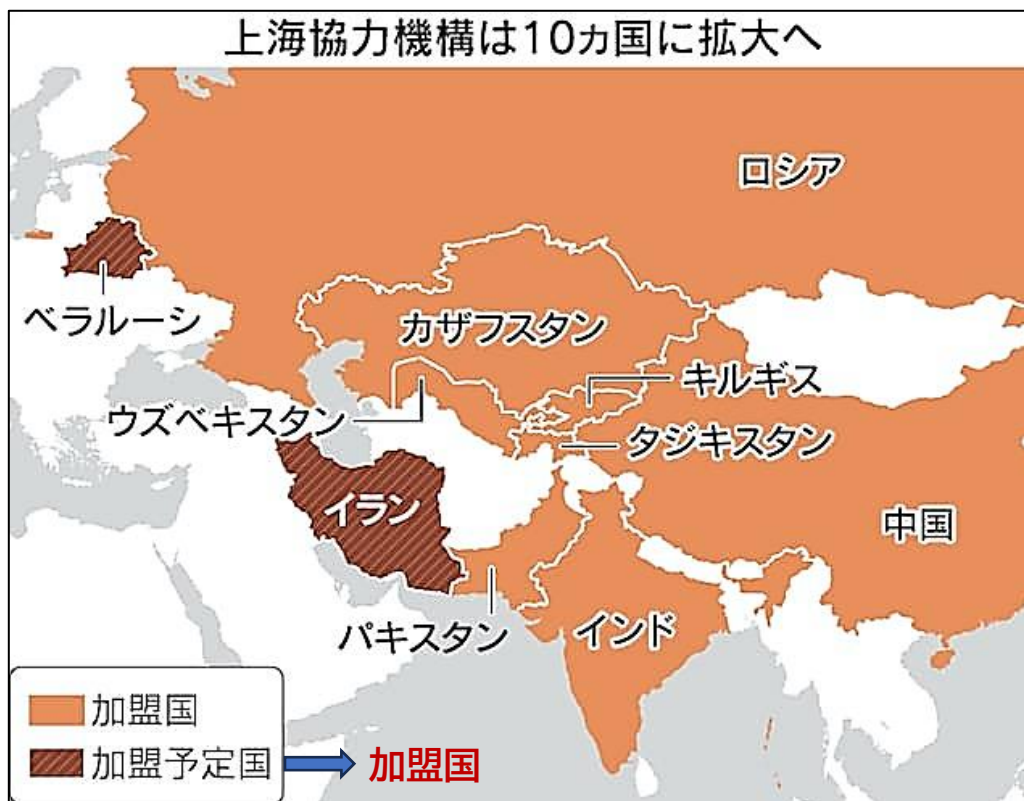 上海協力機構は10ヵ国に拡大へ
ロシア
ベラルーシ
カザフスタン
キルギス
ウズベキスタン
タジキスタン
イラン
中国
パキスタン
インド
加盟国
加盟予定国
加盟国